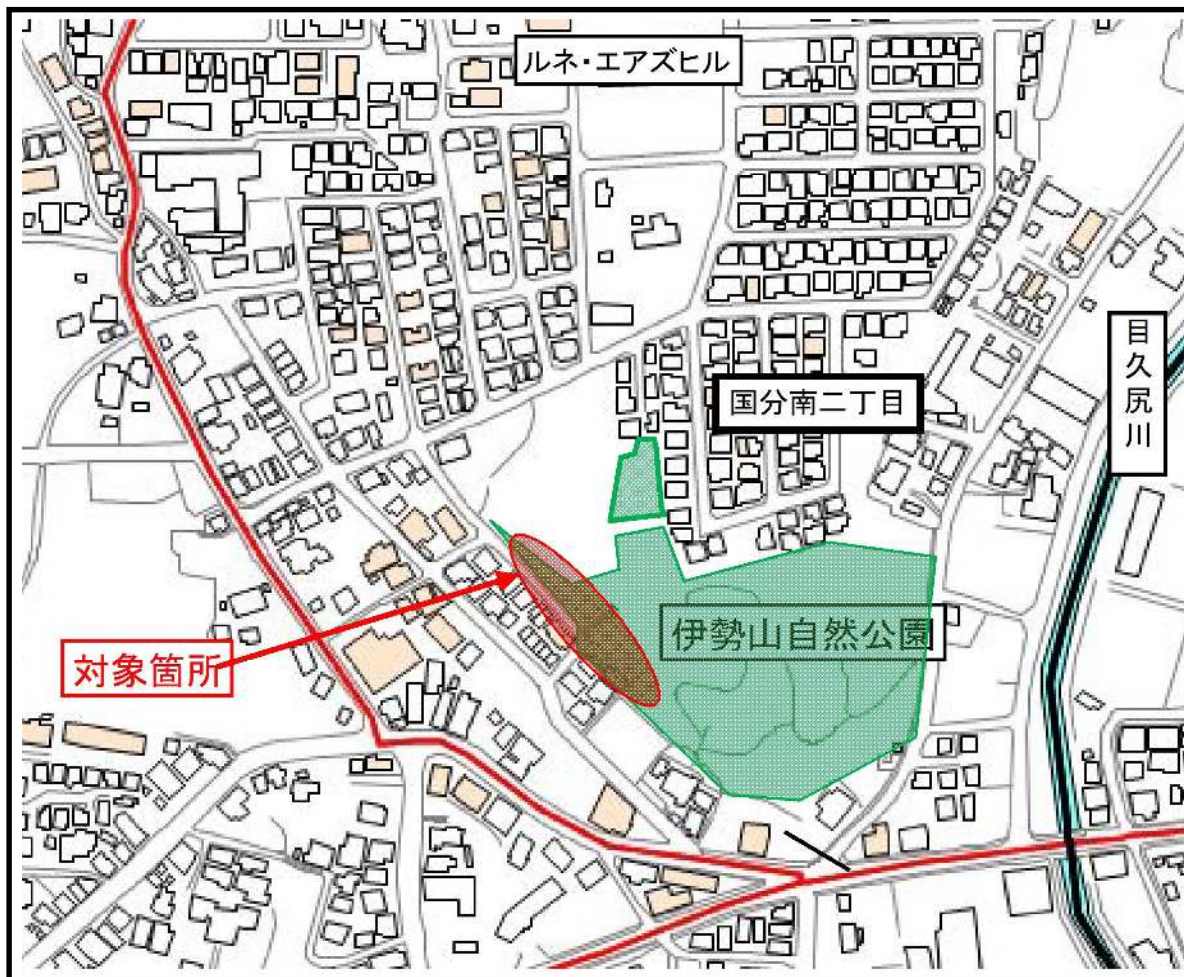 ルネ・エアズヒル
目久尻川
国分南二丁目
伊勢山自然公園
対象箇所